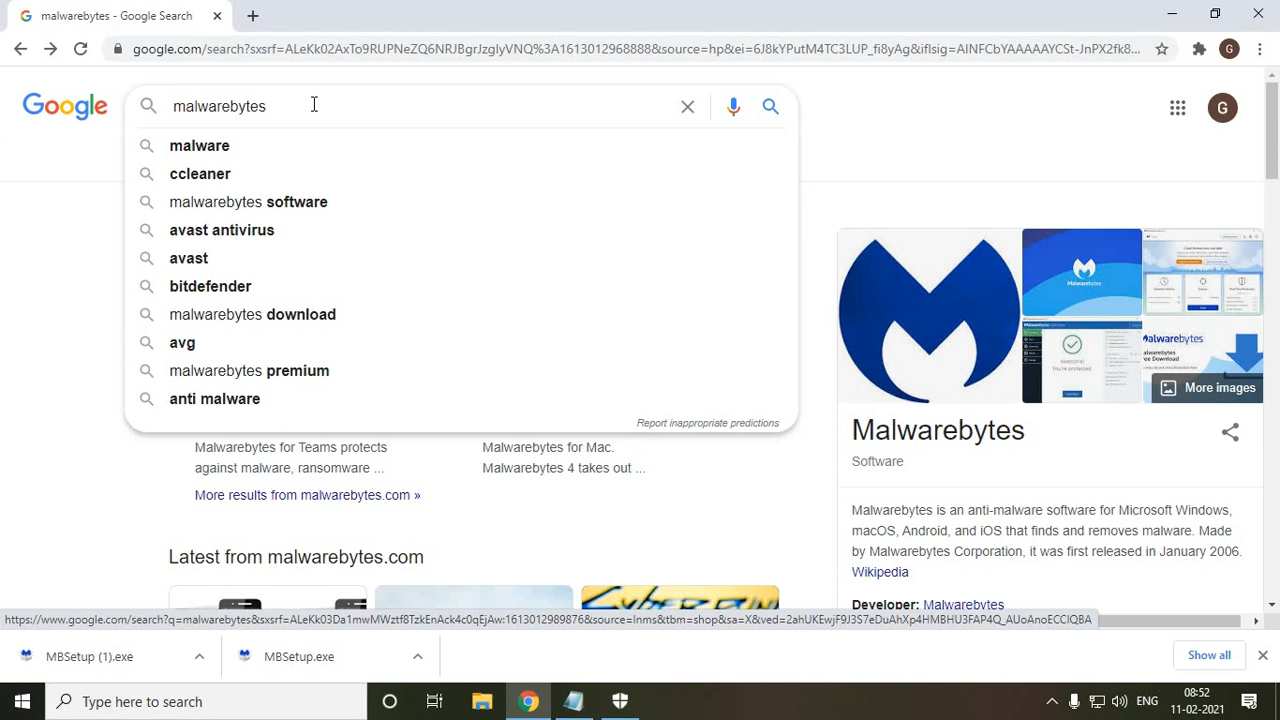 malwarebytes - Google Search
google.com/search?sxsrf=ALeKk02AxTo9RUPNeZQ6NRJBgrJzglyVNQ%3A1613012968888&source=hp&ei=6J8kYPutM4TC3LUP_fi8yAg&iflsig=AINFCbYAAAAAYCSt-JnPX2fk8...
G
Google
malwarebytes
G
malware
ccleaner
malwarebytes software
avast antivirus
avast
bitdefender
malwarebytes download
avg
malwarebytes premium
anti malware
Report inappropriate predictions
Malwarebytes
More images
Malwarebytes for Teams protects
against malware, ransomware ...
Malwarebytes for Mac.
Malwarebytes 4 takes out ...
More results from malwarebytes.com »
Latest from malwarebytes.com
Malwarebytes
Software
Malwarebytes is an anti-malware software for Microsoft Windows,
macOS, Android, and iOS that finds and removes malware. Made
by Malwarebytes Corporation, it was first released in January 2006.
Wikipedia
Developer: Malwarebytes
https://www.google.com/search?q=malwarebytes&sxsrf=ALeKk03Da1mwMWztf8TzkEnAck4c0qEjAw:1613012989876&source=lnms&tbm=shop&sa=X&ved=2ahUKEwjF9J3S7eDuAhXp4HMBHU3FAP4Q_AUoAnoECCIQBA
MBSetup (1).exe
MBSetup.exe
Show all
Type here to search
ENG
08:52
11-02-2021